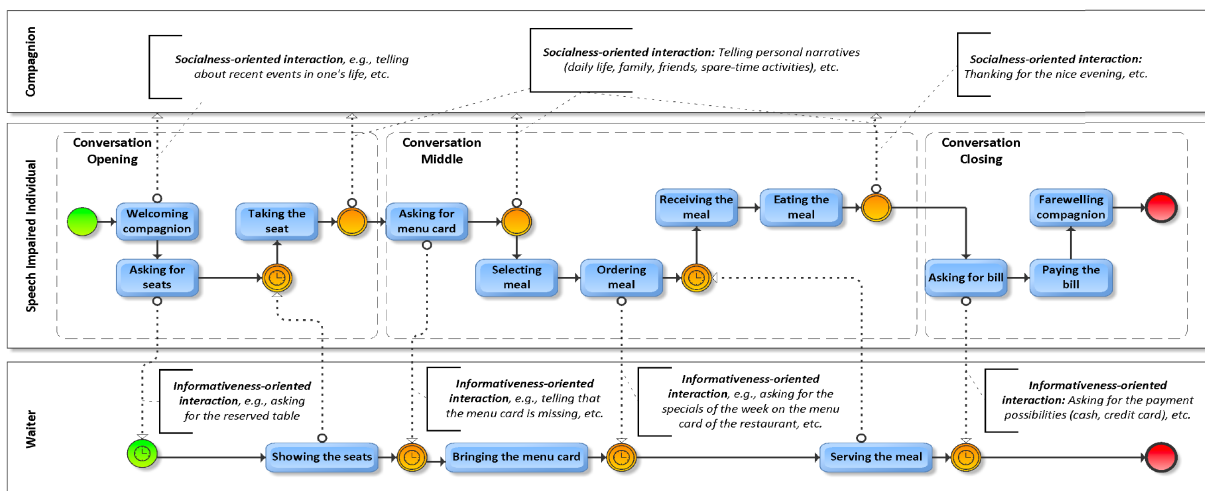 Compagnion
Socialness-oriented interaction, e.g., telling
about recent events in one's life, etc.
Socialness-oriented interaction: Telling personal narratives
(daily life, family, friends, spare-time activities), etc.
Socialness-oriented interaction:
Thanking for the nice evening, etc.
Speech Impaired Individual
Conversation
Opening
Welcoming
compagnion
Asking for
seats
Taking the
seat
Conversation
Middle
Asking for
menu card
Selecting
meal
Ordering
meal
Receiving the
meal
Eating the
meal
Conversation
Closing
Asking for bill
Paying the
bill
Farewelling
compagnion
Waiter
Informativeness-oriented
interaction, e.g., asking
for the reserved table
Informativeness-oriented
interaction, e.g., telling that
the menu card is missing, etc.
Informativeness-oriented
interaction, e.g., asking for the
specials of the week on the menu
card of the restaurant, etc.
Informativeness-oriented
interaction: Asking for the payment
possibilities (cash, credit card), etc.
Showing the seats
Bringing the menu card
Serving the meal